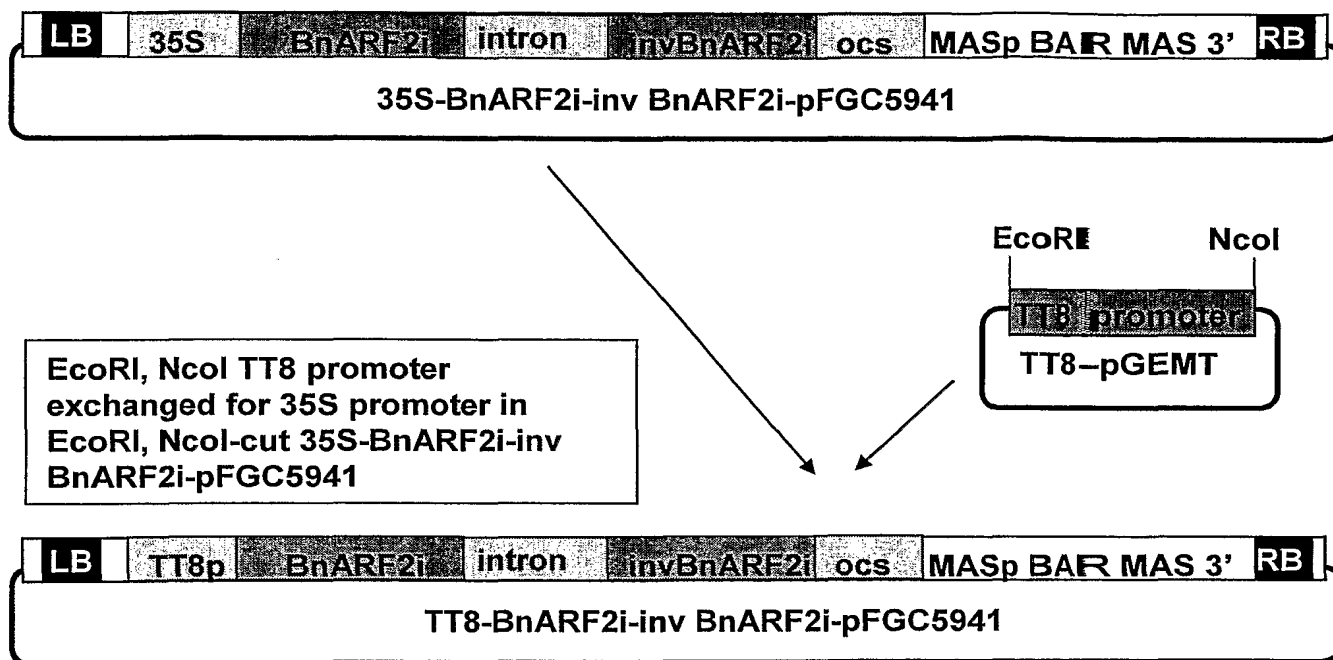 LB 35S BnARF2i intron invBnARF2i ocs MASp BAR MAS 3' RB
35S-BnARF2i-inv BnARF2i-pFGC5941
EcoRI NcoI
TT8 promoter
TT8–pGEMT
EcoRI, NcoI TT8 promoter
exchanged for 35S promoter in
EcoRI, NcoI-cut 35S-BnARF2i-inv
BnARF2i-pFGC5941
LB TT8p BnARF2i intron invBnARF2i ocs MASp BAR MAS 3' RB
TT8-BnARF2i-inv BnARF2i-pFGC5941